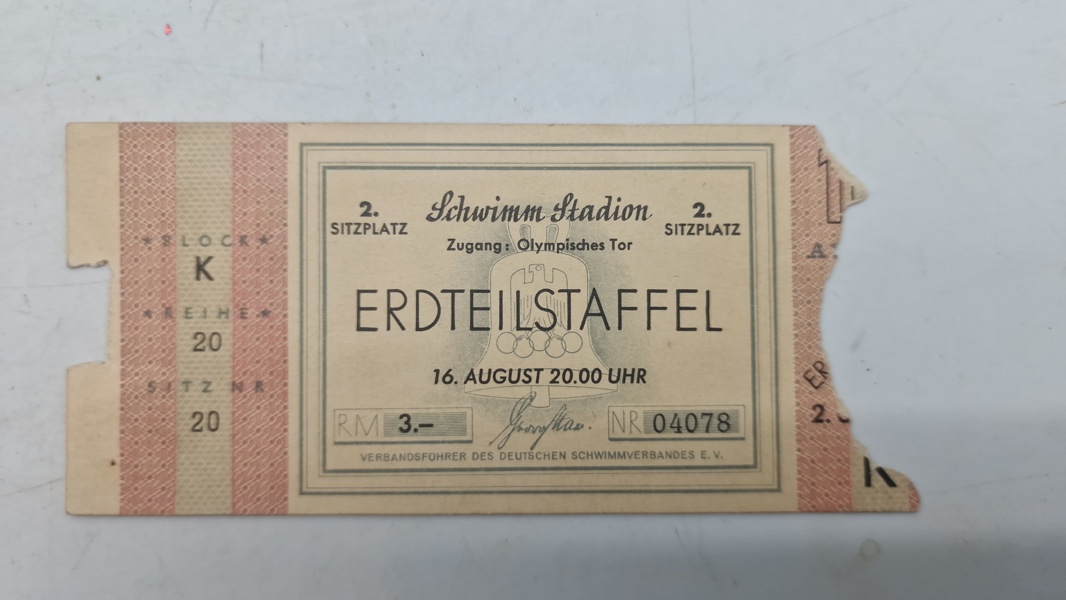 ★ BLOCK ★
K
★ REIHE ★
20
SITZ NR
20
2.
SITZPLATZ
Schwimm Stadion
2.
SITZPLATZ
Zugang: Olympisches Tor
ERDTEILSTAFFEL
16. AUGUST 20.00 UHR
RM 3.–
NR 04078
VERBANDSFÜHRER DES DEUTSCHEN SCHWIMMVERBANDES E. V.
ER
2.
K